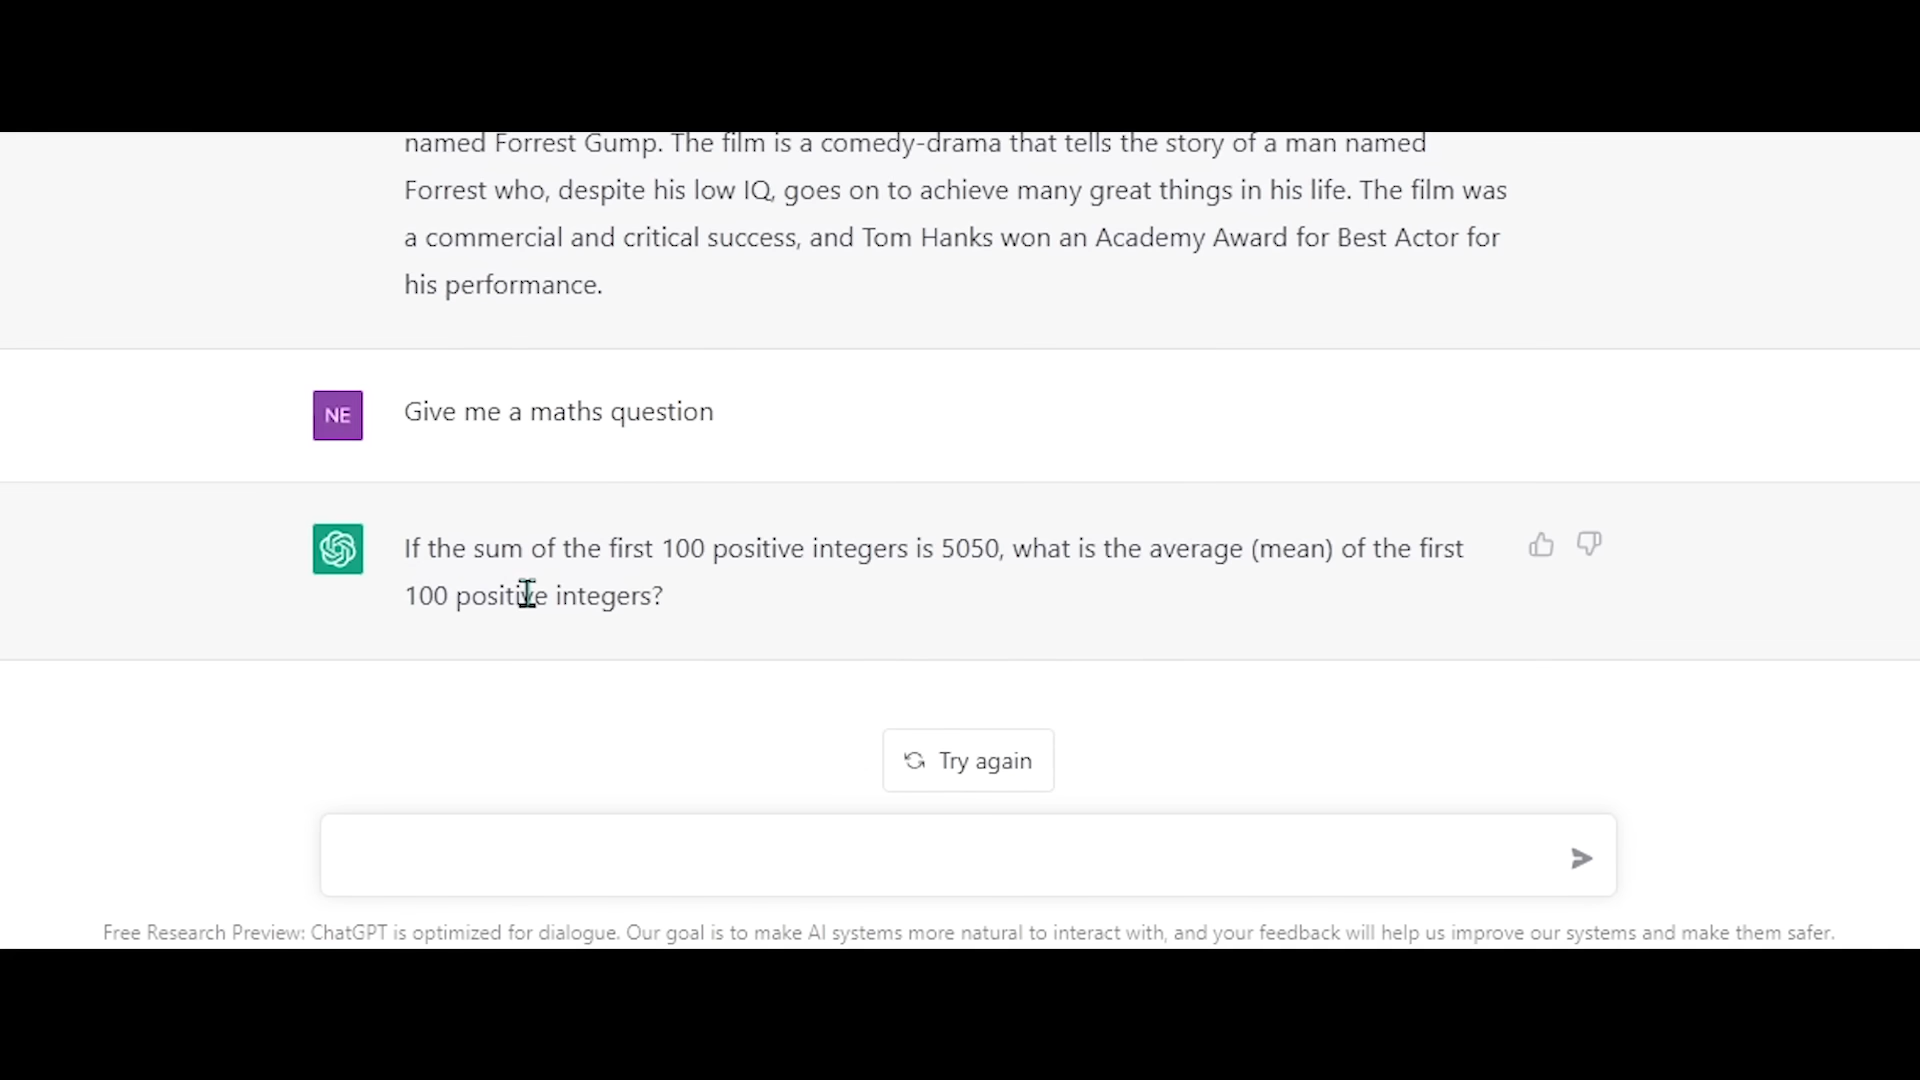 named Forrest Gump. The film is a comedy-drama that tells the story of a man named
Forrest who, despite his low IQ, goes on to achieve many great things in his life. The film was
a commercial and critical success, and Tom Hanks won an Academy Award for Best Actor for
his performance.
NE
Give me a maths question
If the sum of the first 100 positive integers is 5050, what is the average (mean) of the first
100 positive integers?
Try again
Free Research Preview: ChatGPT is optimized for dialogue. Our goal is to make AI systems more natural to interact with, and your feedback will help us improve our systems and make them safer.